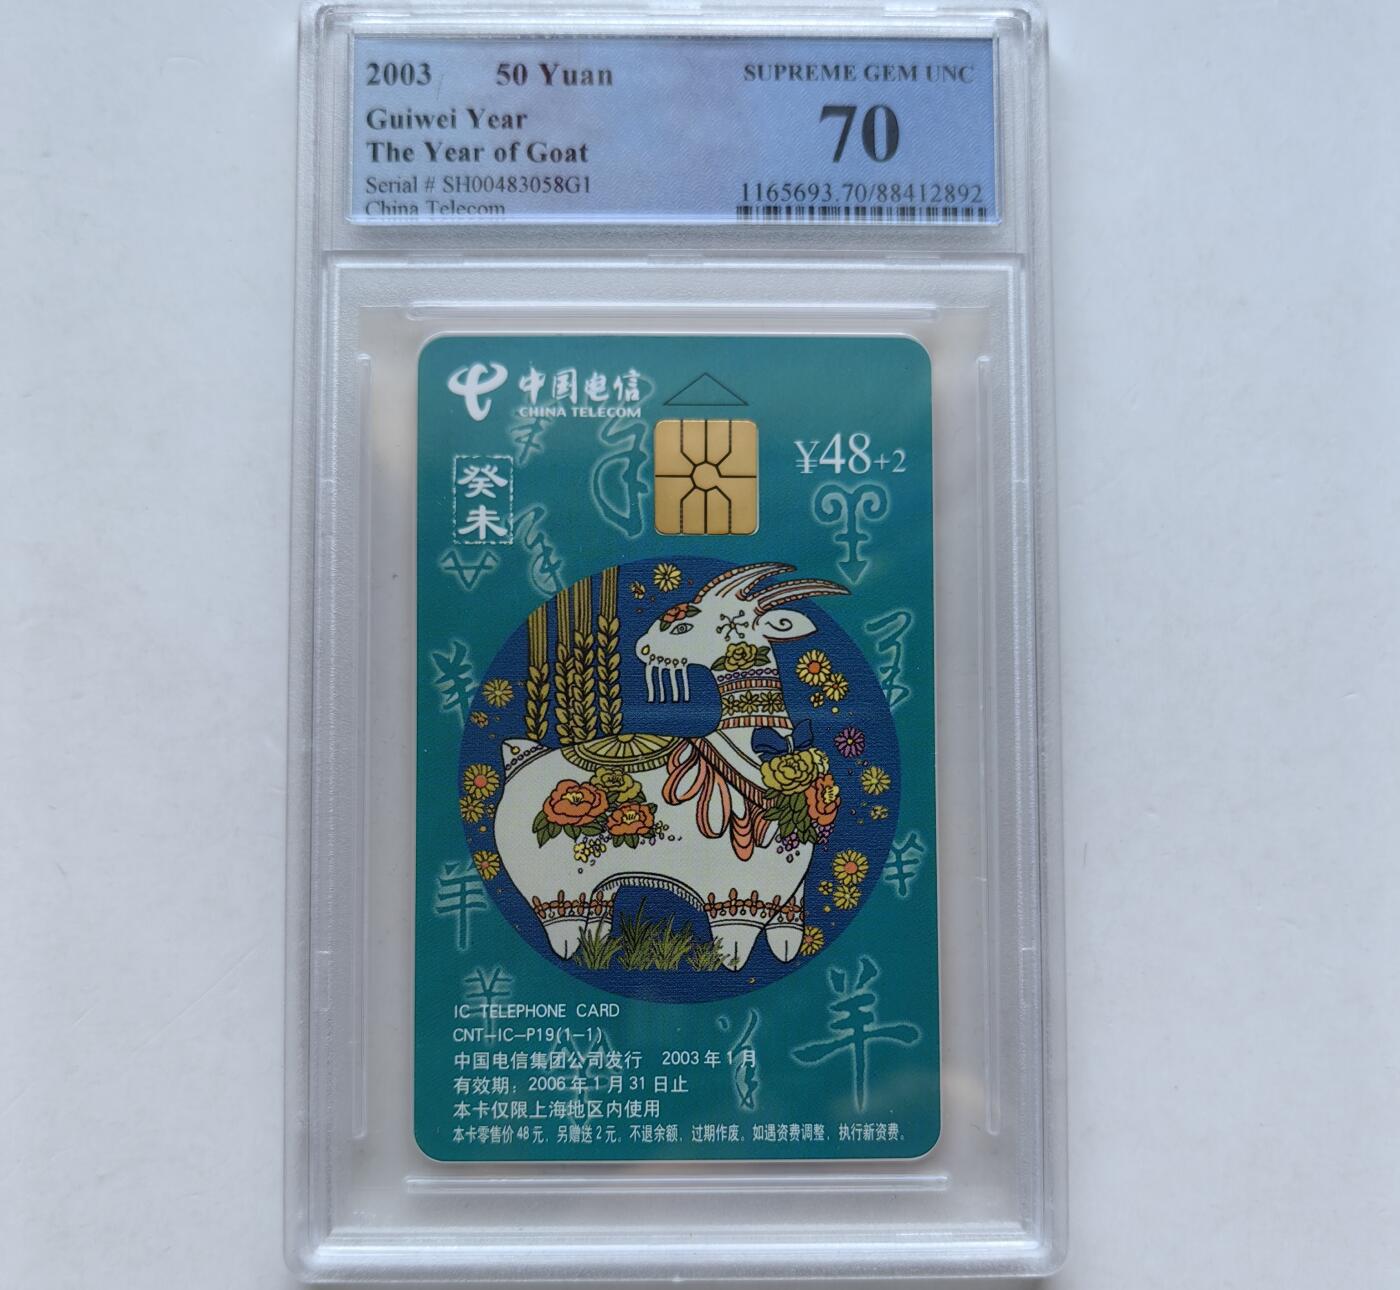 2003 50 Yuan
SUPREME GEM UNC
Guiwei Year
70
The Year of Goat
Serial # SH00483058G1
1165693.70/88412892
China Telecom
中国电信
CHINA TELECOM
¥48+2
癸
未
羊
羊
羊
羊
羊
IC TELEPHONE CARD
CNT-IC-P19(1-1)
中国电信集团公司发行 2003年1月
有效期：2006年1月31日止
本卡仅限上海地区内使用
本卡零售价48元，另赠送2元。不退余额，过期作废。如遇资费调整，执行新资费。